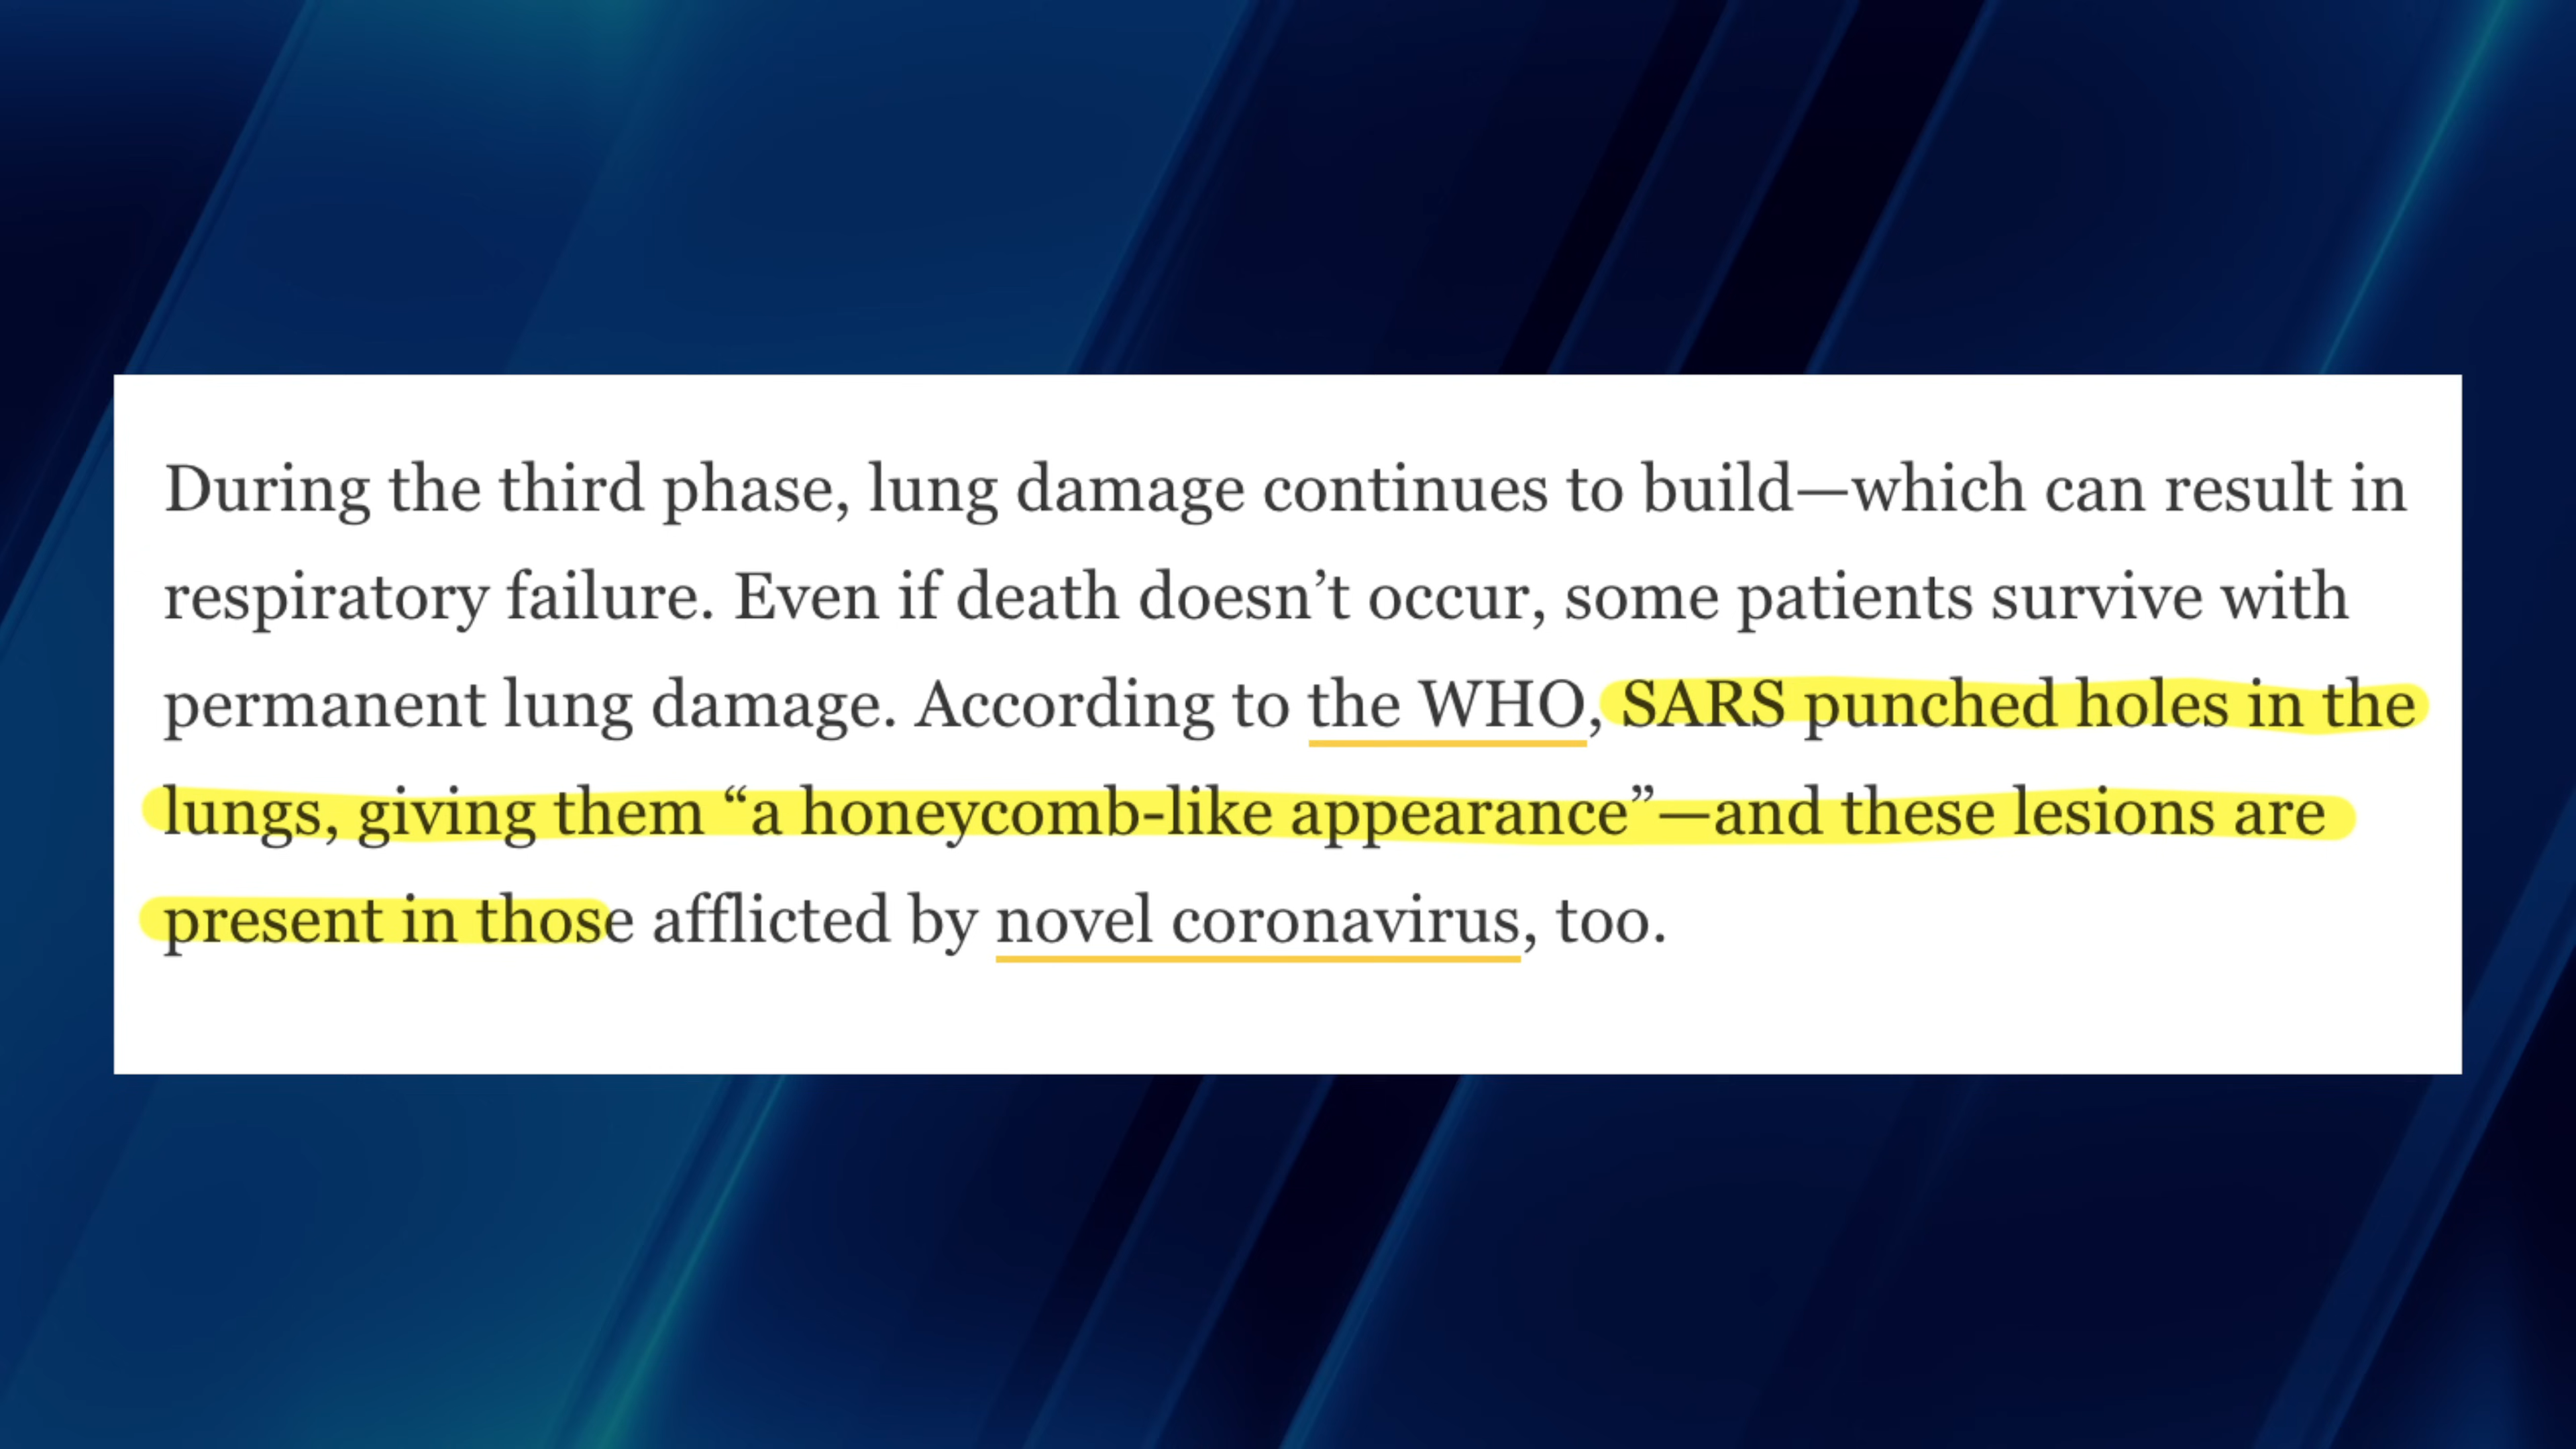 During the third phase, lung damage continues to build—which can result in
respiratory failure. Even if death doesn’t occur, some patients survive with
permanent lung damage. According to the WHO, SARS punched holes in the
lungs, giving them “a honeycomb-like appearance”—and these lesions are
present in those afflicted by novel coronavirus, too.